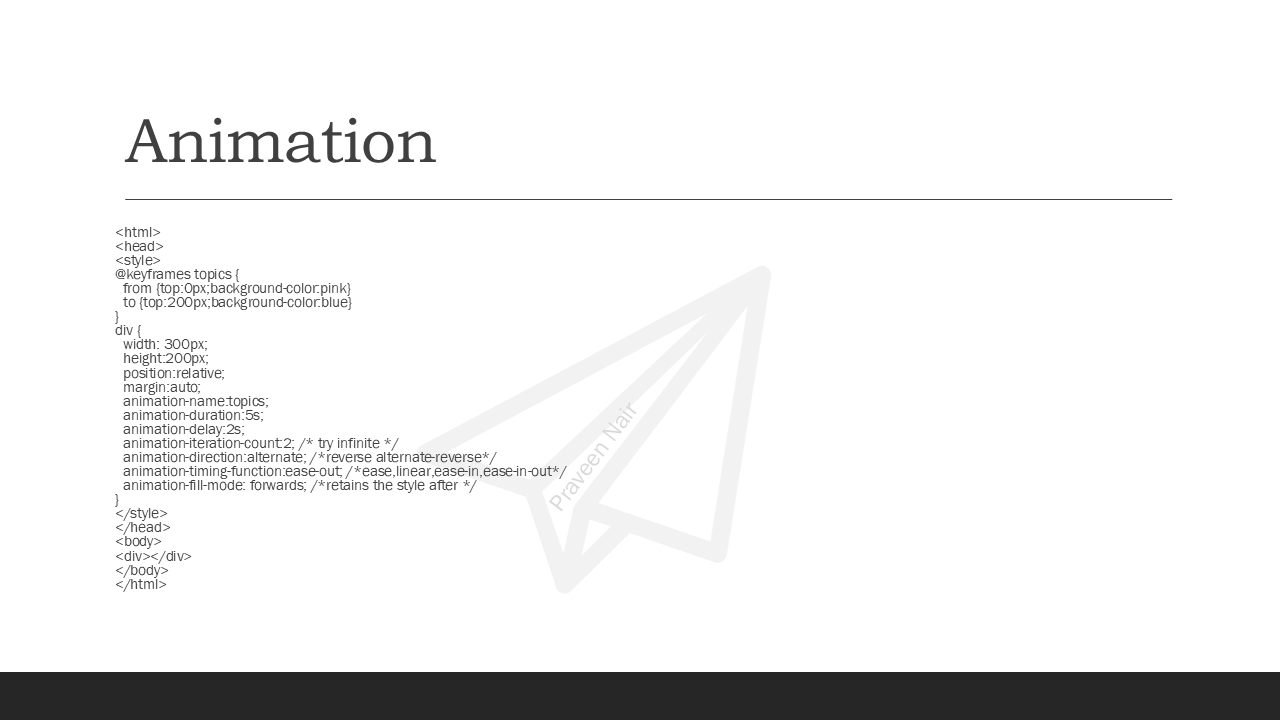 Animation
<html>
<head>
<style>
@keyframes topics {
  from {top:0px;background-color:pink}
  to {top:200px;background-color:blue}
}
div {
  width: 300px;
  height:200px;
  position:relative;
  margin:auto;
  animation-name:topics;
  animation-duration:5s;
  animation-delay:2s;
  animation-iteration-count:2; /* try infinite */
  animation-direction:alternate; /*reverse alternate-reverse*/
  animation-timing-function:ease-out; /*ease,linear,ease-in,ease-in-out*/
  animation-fill-mode: forwards; /*retains the style after */
}
</style>
</head>
<body>
<div></div>
</body>
</html>
Praveen Nair